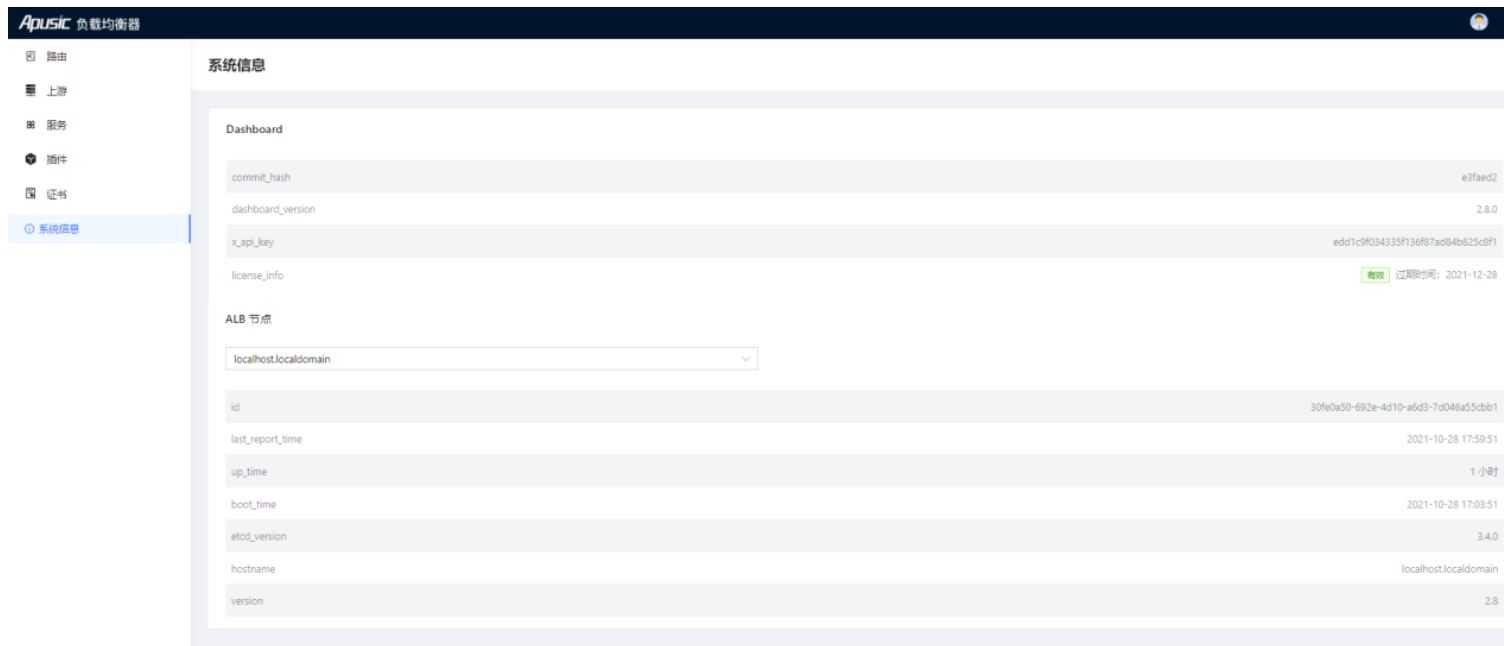 Apusic 负载均衡器
路由
系统信息
上游
服务
Dashboard
插件
commit_hash e3faed2
证书
dashboard_version 2.8.0
系统信息
x_api_key edd1c9f034335f136f87ad84b625c8f1
license_info 有效 过期时间：2021-12-28
ALB 节点
localhost.localdomain
id 30fe0a50-692e-4d10-a6d3-7d046a55cbb1
last_report_time 2021-10-28 17:59:51
up_time 1 小时
boot_time 2021-10-28 17:03:51
etcd_version 3.4.0
hostname localhost.localdomain
version 2.8